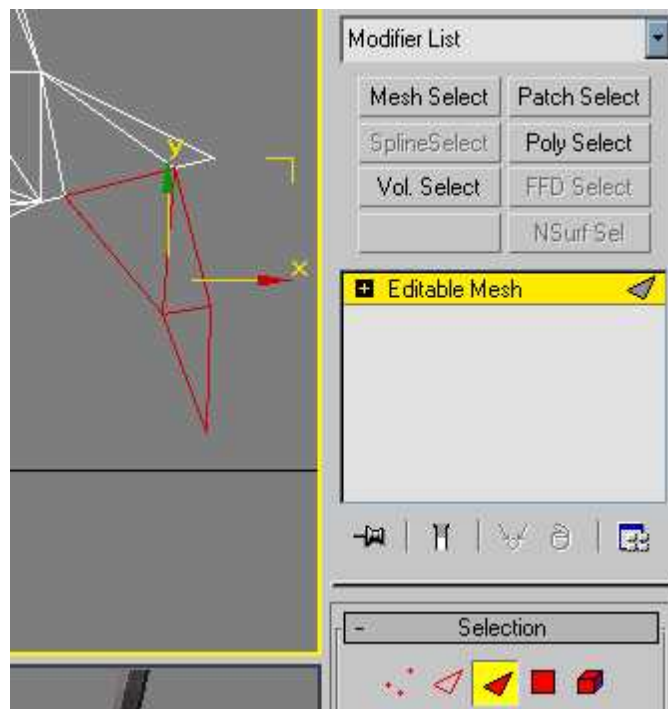 Modifier List
Mesh Select
Patch Select
SplineSelect
Poly Select
Vol. Select
FFD Select
NSurf Sel
y
x
Editable Mesh
Selection